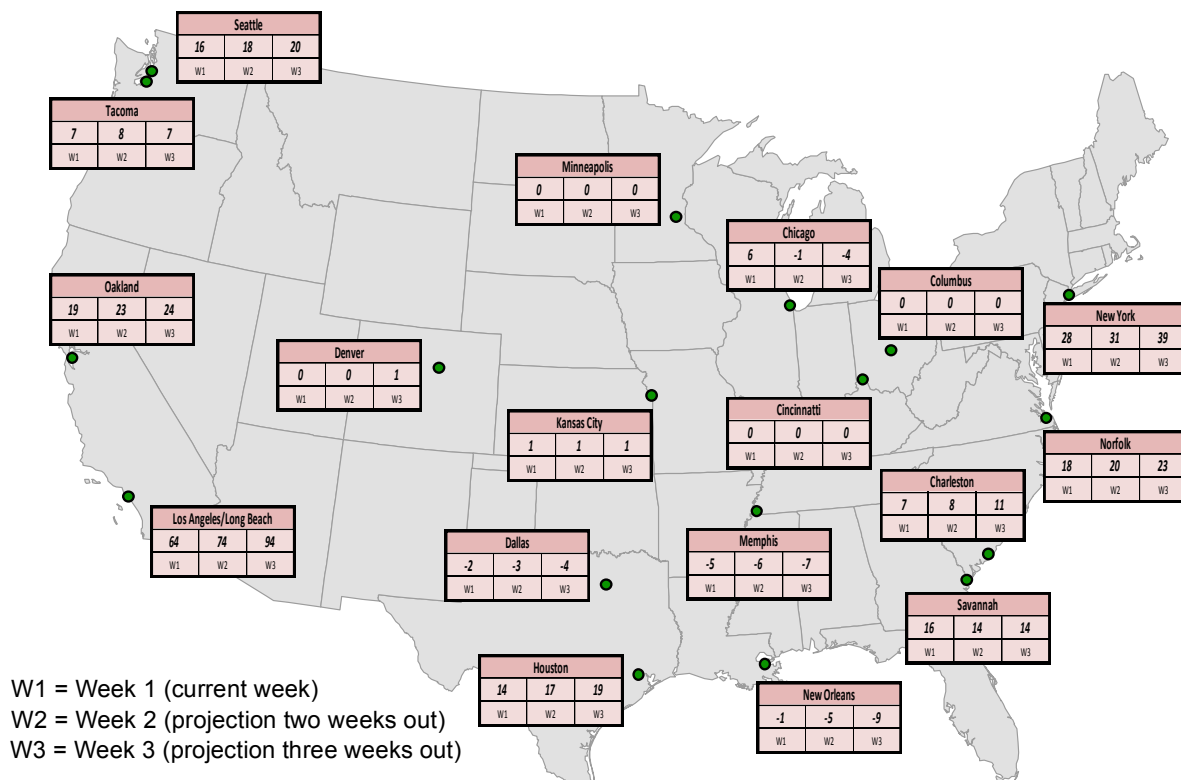 Seattle
16 18 20
W1 W2 W3
Tacoma
7 8 7
W1 W2 W3
Minneapolis
0 0 0
W1 W2 W3
Chicago
6 -1 -4
W1 W2 W3
Columbus
0 0 0
W1 W2 W3
Oakland
19 23 24
W1 W2 W3
New York
28 31 39
W1 W2 W3
Denver
0 0 1
W1 W2 W3
Kansas City
1 1 1
W1 W2 W3
Cincinnatti
0 0 0
W1 W2 W3
Norfolk
18 20 23
W1 W2 W3
Charleston
7 8 11
W1 W2 W3
Los Angeles/Long Beach
64 74 94
W1 W2 W3
Dallas
-2 -3 -4
W1 W2 W3
Memphis
-5 -6 -7
W1 W2 W3
Savannah
16 14 14
W1 W2 W3
Houston
14 17 19
W1 W2 W3
New Orleans
-1 -5 -9
W1 W2 W3
W1 = Week 1 (current week)
W2 = Week 2 (projection two weeks out)
W3 = Week 3 (projection three weeks out)